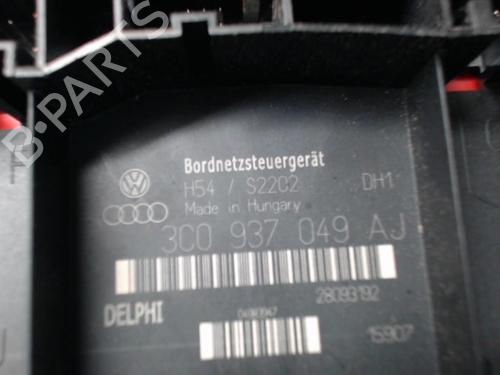 B-PARTS
Bordnetzsteuergerät
H54 / S22C2 DH1
Made in Hungary
3C0 937 049 AJ
28093192
DELPHI
15907